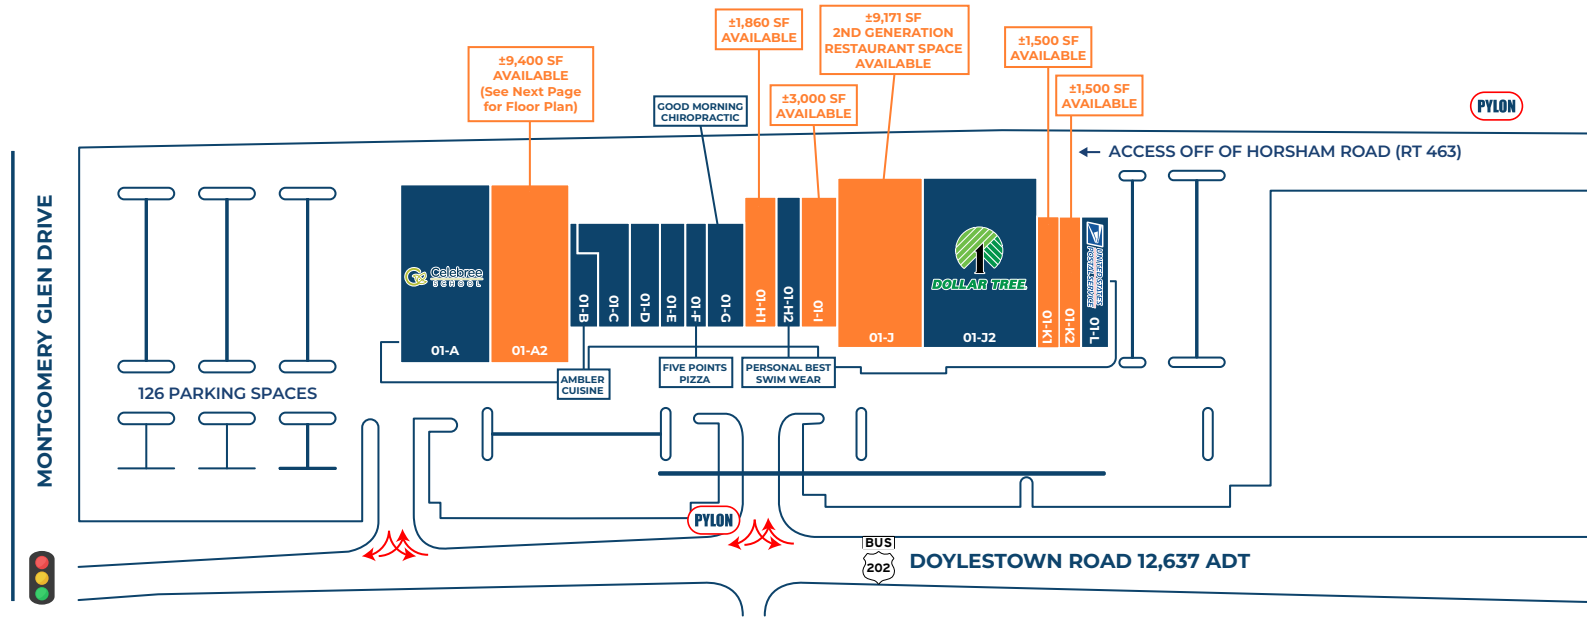 ±9,171 SF
2ND GENERATION
RESTAURANT SPACE
AVAILABLE
±1,860 SF
AVAILABLE
±1,500 SF
AVAILABLE
±9,400 SF
AVAILABLE
(See Next Page
for Floor Plan)
±3,000 SF
AVAILABLE
±1,500 SF
AVAILABLE
GOOD MORNING
CHIROPRACTIC
PYLON
ACCESS OFF OF HORSHAM ROAD (RT 463)
MONTGOMERY GLEN DRIVE
Celebree
SCHOOL
DOLLAR TREE
UNITED STATES
POSTAL SERVICE
01-A
01-A2
01-B
01-C
01-D
01-E
01-F
01-G
01-H1
01-H2
01-I
01-J
01-J2
01-K1
01-K2
01-L
126 PARKING SPACES
AMBLER
CUISINE
FIVE POINTS
PIZZA
PERSONAL BEST
SWIM WEAR
PYLON
BUS
202
DOYLESTOWN ROAD 12,637 ADT